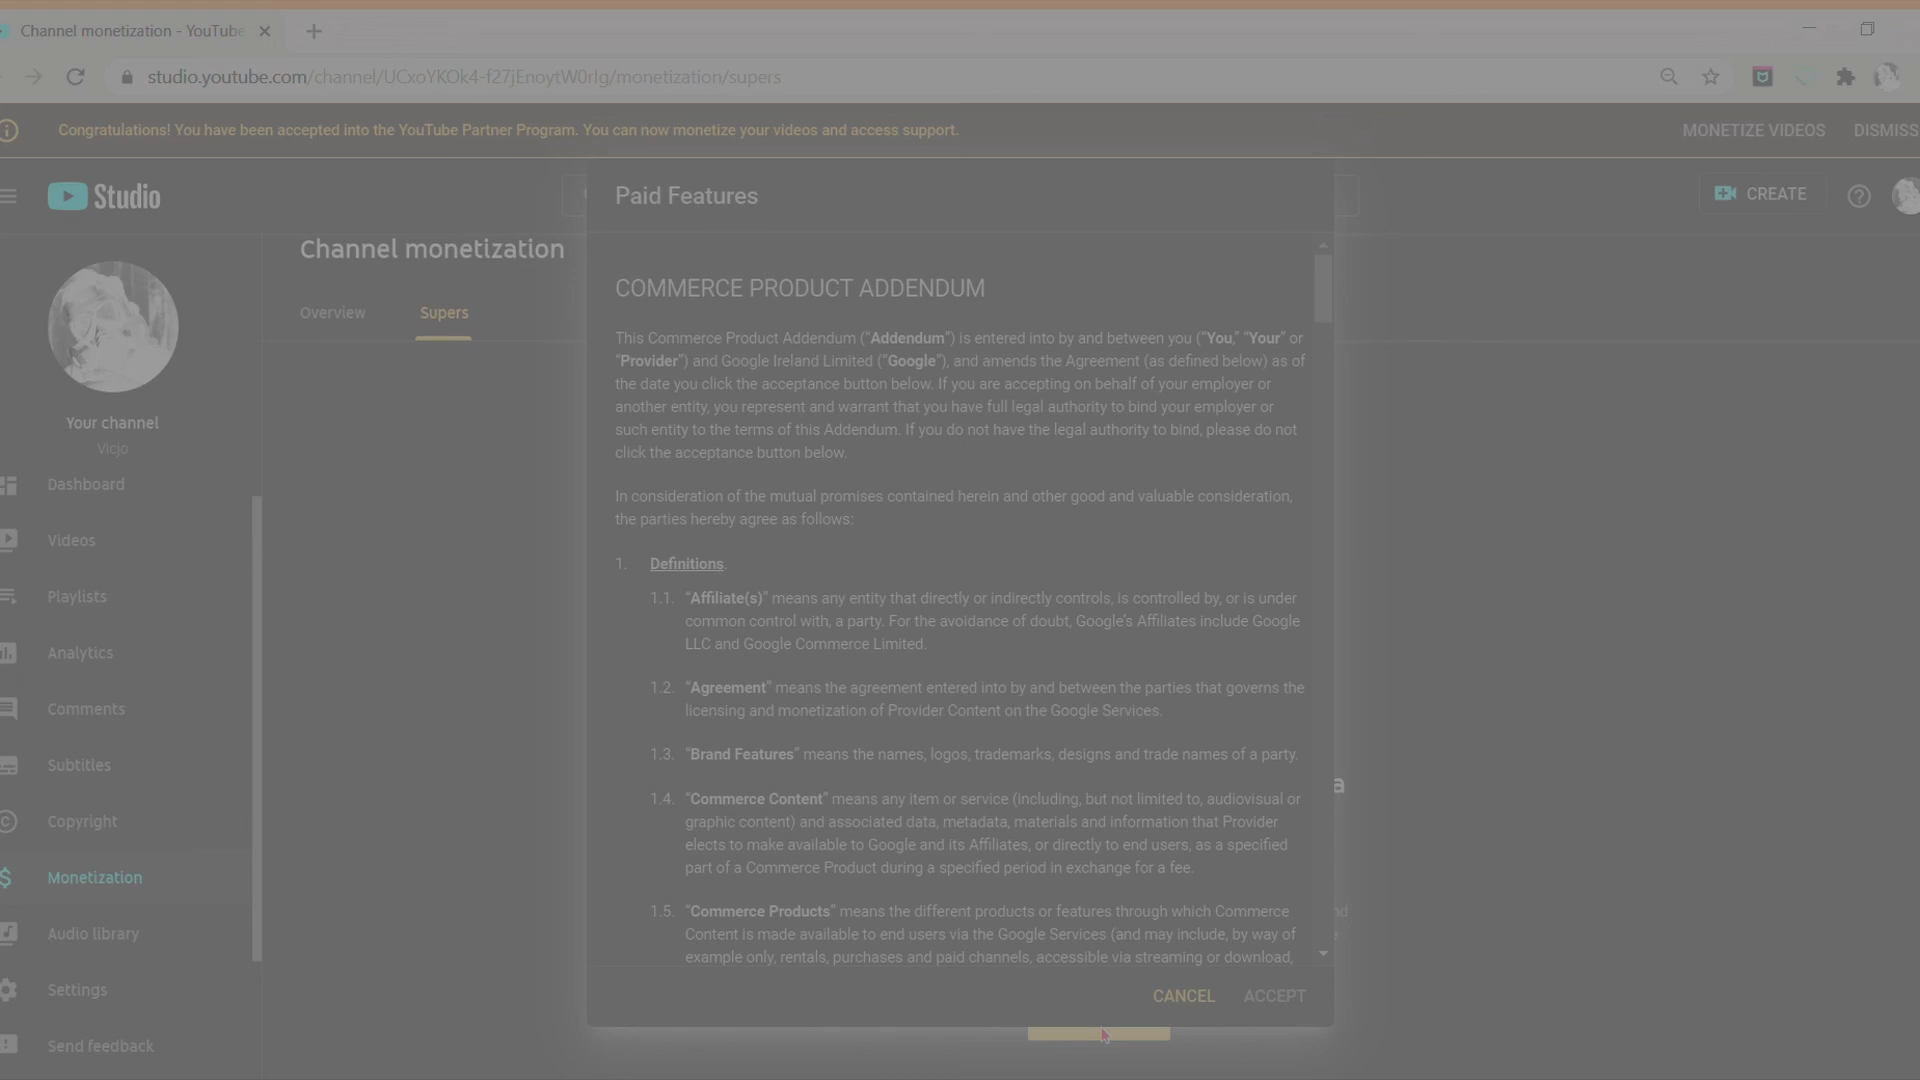 Channel monetization - YouTube
studio.youtube.com/channel/UCxoYKOk4-f27jEnoytW0rIg/monetization/supers
Congratulations! You have been accepted into the YouTube Partner Program. You can now monetize your videos and access support.
MONETIZE VIDEOS
DISMISS
Studio
CREATE
Paid Features
Channel monetization
Overview
Supers
Your channel
Vicjo
Dashboard
Videos
Playlists
Analytics
Comments
Subtitles
Copyright
Monetization
Audio library
Settings
Send feedback
COMMERCE PRODUCT ADDENDUM
This Commerce Product Addendum (“Addendum”) is entered into by and between you (“You,” “Your” or
“Provider”) and Google Ireland Limited (“Google”), and amends the Agreement (as defined below) as of
the date you click the acceptance button below. If you are accepting on behalf of your employer or
another entity, you represent and warrant that you have full legal authority to bind your employer or
such entity to the terms of this Addendum. If you do not have the legal authority to bind, please do not
click the acceptance button below.
In consideration of the mutual promises contained herein and other good and valuable consideration,
the parties hereby agree as follows:
1. Definitions.
1.1. “Affiliate(s)” means any entity that directly or indirectly controls, is controlled by, or is under
common control with, a party. For the avoidance of doubt, Google’s Affiliates include Google
LLC and Google Commerce Limited.
1.2. “Agreement” means the agreement entered into by and between the parties that governs the
licensing and monetization of Provider Content on the Google Services.
1.3. “Brand Features” means the names, logos, trademarks, designs and trade names of a party.
1.4. “Commerce Content” means any item or service (including, but not limited to, audiovisual or
graphic content) and associated data, metadata, materials and information that Provider
elects to make available to Google and its Affiliates, or directly to end users, as a specified
part of a Commerce Product during a specified period in exchange for a fee.
1.5. “Commerce Products” means the different products or features through which Commerce
Content is made available to end users via the Google Services (and may include, by way of
example only, rentals, purchases and paid channels, accessible via streaming or download,
CANCEL
ACCEPT